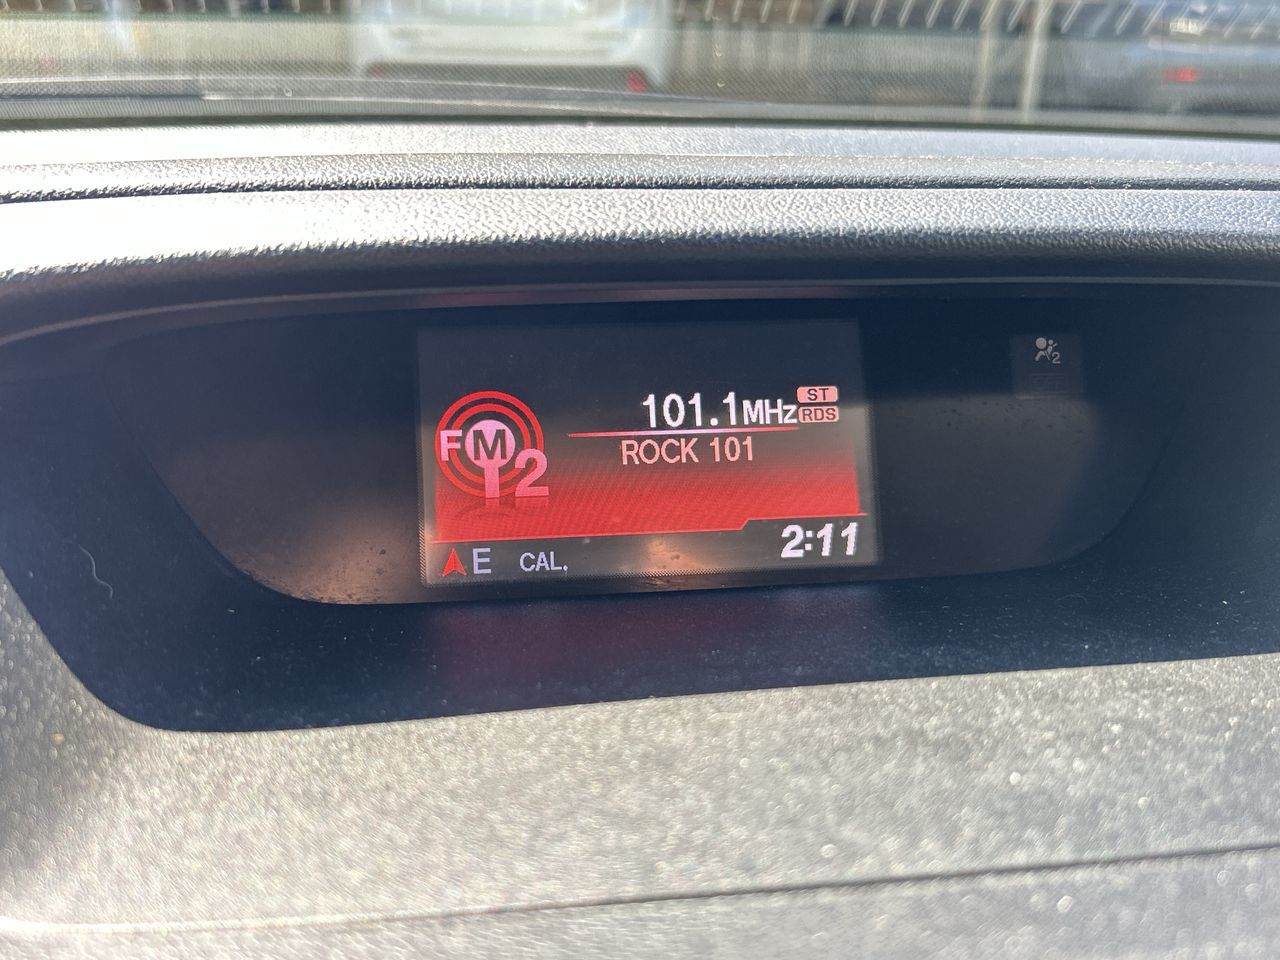 101.1MHz ST
RDS
ROCK 101
FM 2
E CAL.
2:11
2